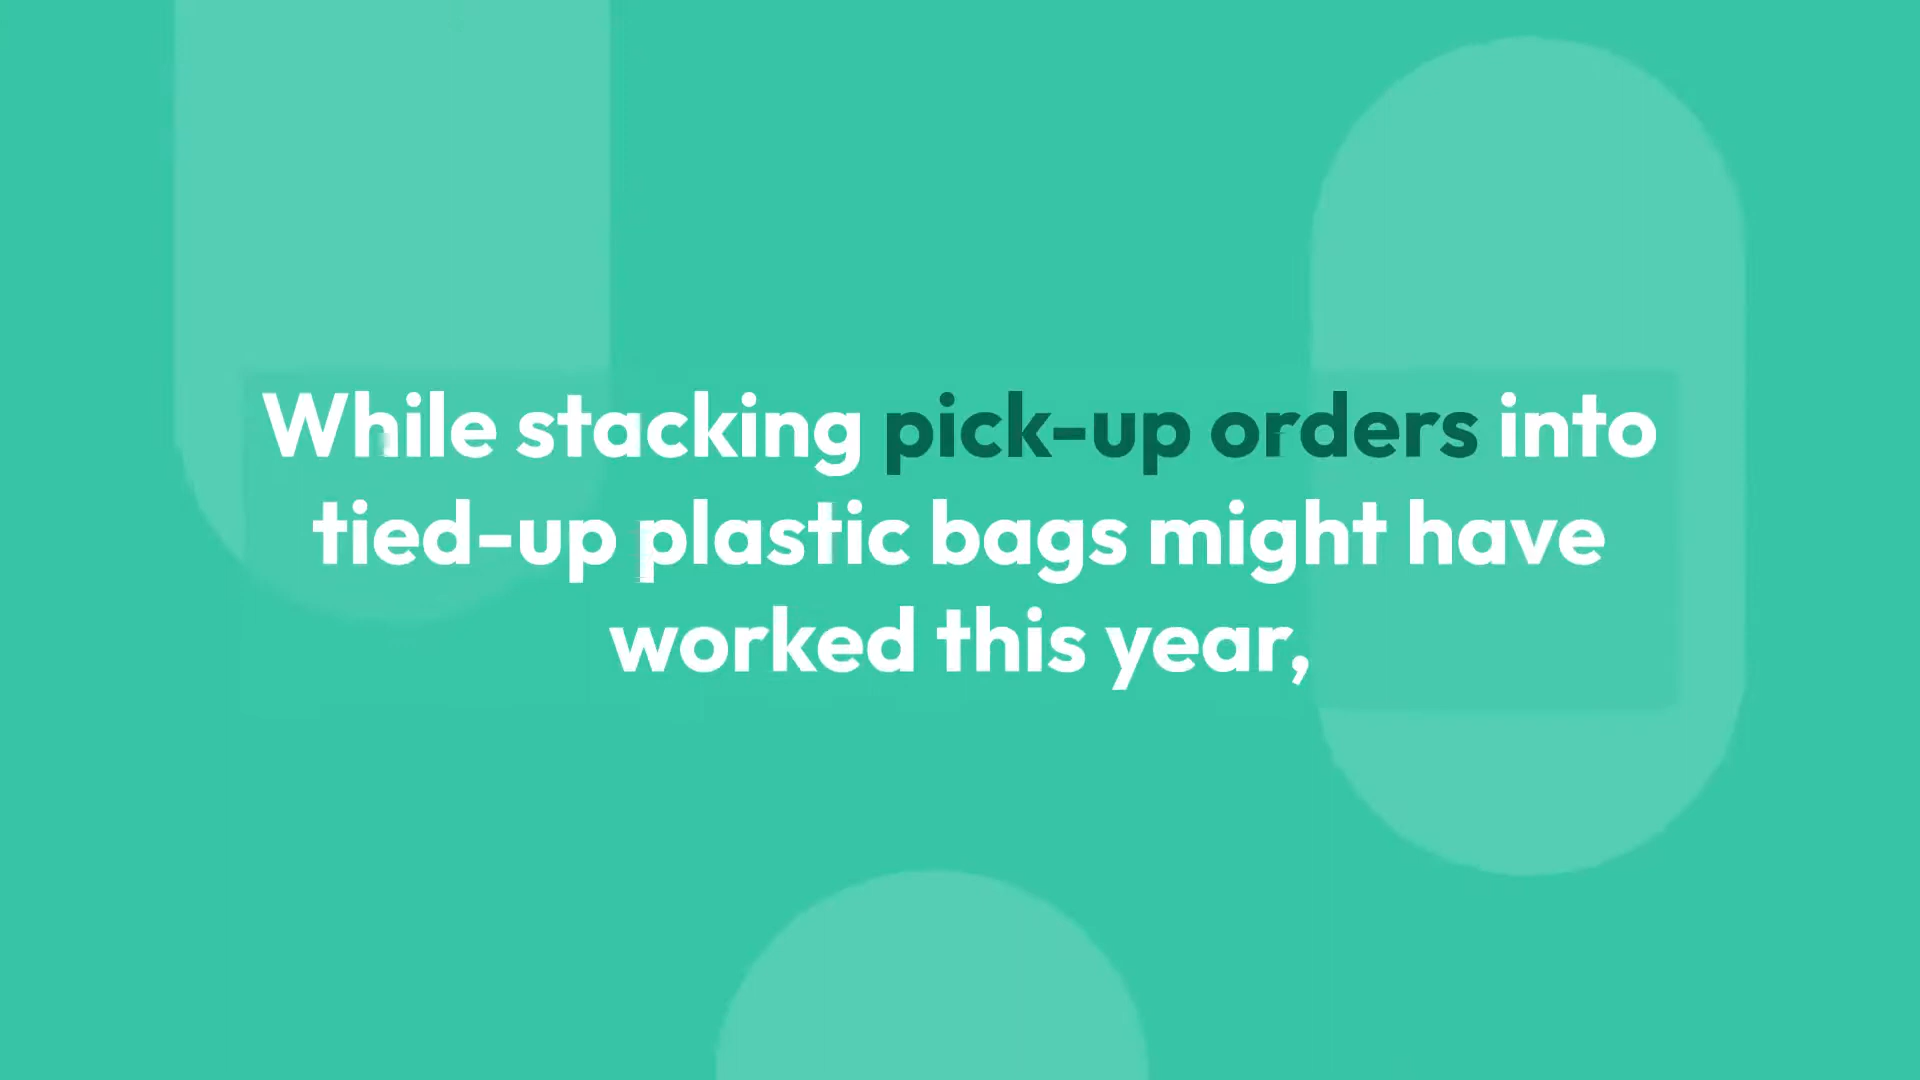 While stacking pick-up orders into
tied-up plastic bags might have
worked this year,